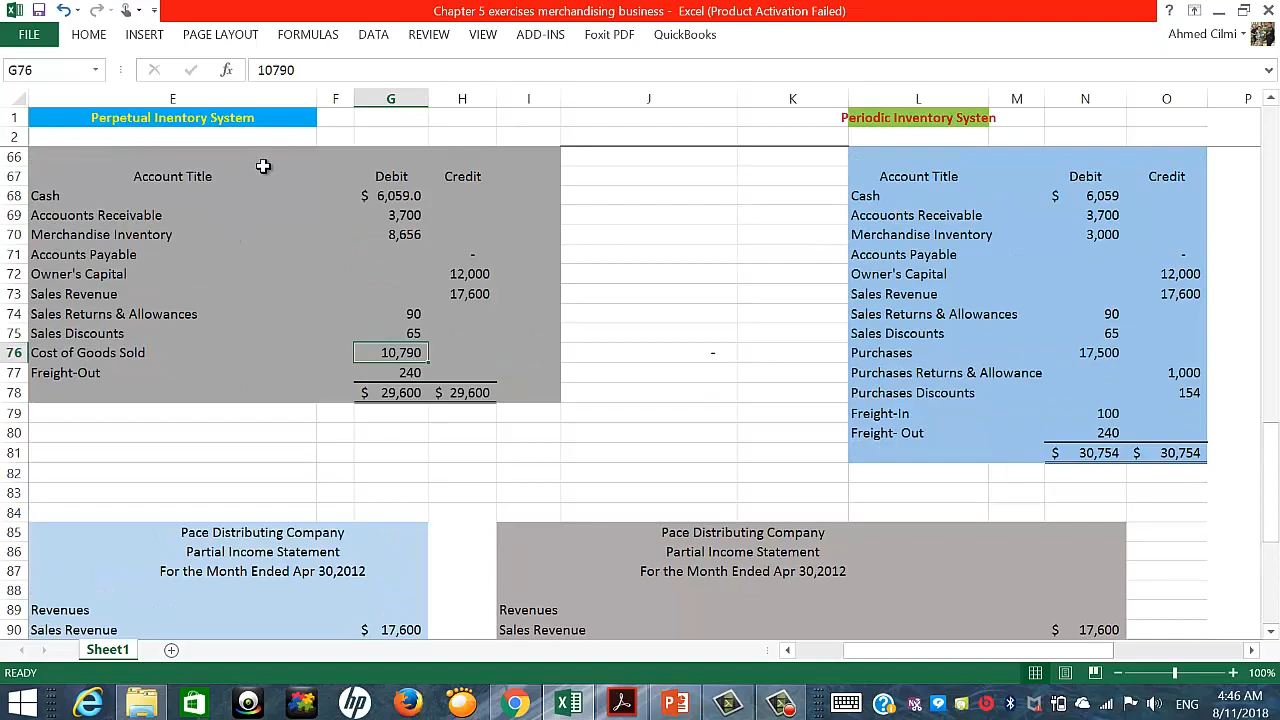 Chapter 5 exercises merchandising business - Excel (Product Activation Failed)
FILE HOME INSERT PAGE LAYOUT FORMULAS DATA REVIEW VIEW ADD-INS Foxit PDF QuickBooks Ahmed Cilmi
G76 fx 10790
E F G H I J K L M N O P
1 Perpetual Inentory System Periodic Inventory Systen
2
66
67 Account Title Debit Credit Account Title Debit Credit
68 Cash $ 6,059.0 Cash $ 6,059
69 Accouonts Receivable 3,700 Accouonts Receivable 3,700
70 Merchandise Inventory 8,656 Merchandise Inventory 3,000
71 Accounts Payable - Accounts Payable -
72 Owner's Capital 12,000 Owner's Capital 12,000
73 Sales Revenue 17,600 Sales Revenue 17,600
74 Sales Returns & Allowances 90 Sales Returns & Allowances 90
75 Sales Discounts 65 Sales Discounts 65
76 Cost of Goods Sold 10,790 - Purchases 17,500
77 Freight-Out 240 Purchases Returns & Allowance 1,000
78 $ 29,600 $ 29,600 Purchases Discounts 154
79 Freight-In 100
80 Freight- Out 240
81 $ 30,754 $ 30,754
82
83
84
85 Pace Distributing Company Pace Distributing Company
86 Partial Income Statement Partial Income Statement
87 For the Month Ended Apr 30,2012 For the Month Ended Apr 30,2012
88
89 Revenues Revenues
90 Sales Revenue $ 17,600 Sales Revenue $ 17,600
Sheet1
READY 100%
ENG 4:46 AM
8/11/2018